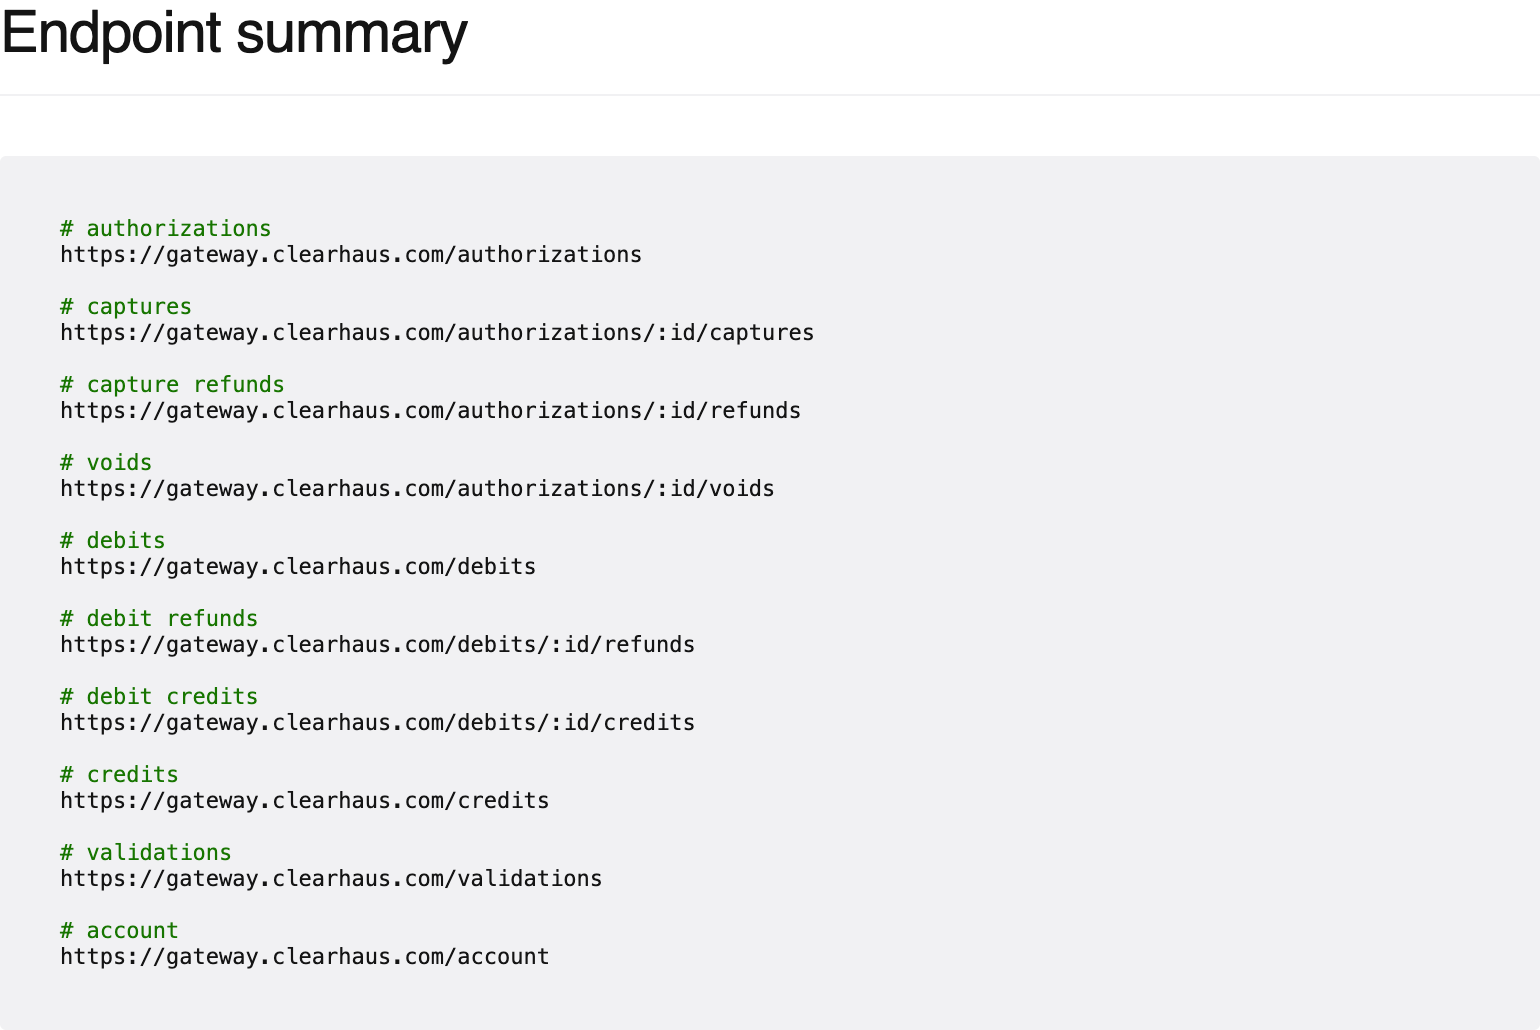 Endpoint summary
# authorizations
https://gateway.clearhaus.com/authorizations
# captures
https://gateway.clearhaus.com/authorizations/:id/captures
# capture refunds
https://gateway.clearhaus.com/authorizations/:id/refunds
# voids
https://gateway.clearhaus.com/authorizations/:id/voids
# debits
https://gateway.clearhaus.com/debits
# debit refunds
https://gateway.clearhaus.com/debits/:id/refunds
# debit credits
https://gateway.clearhaus.com/debits/:id/credits
# credits
https://gateway.clearhaus.com/credits
# validations
https://gateway.clearhaus.com/validations
# account
https://gateway.clearhaus.com/account